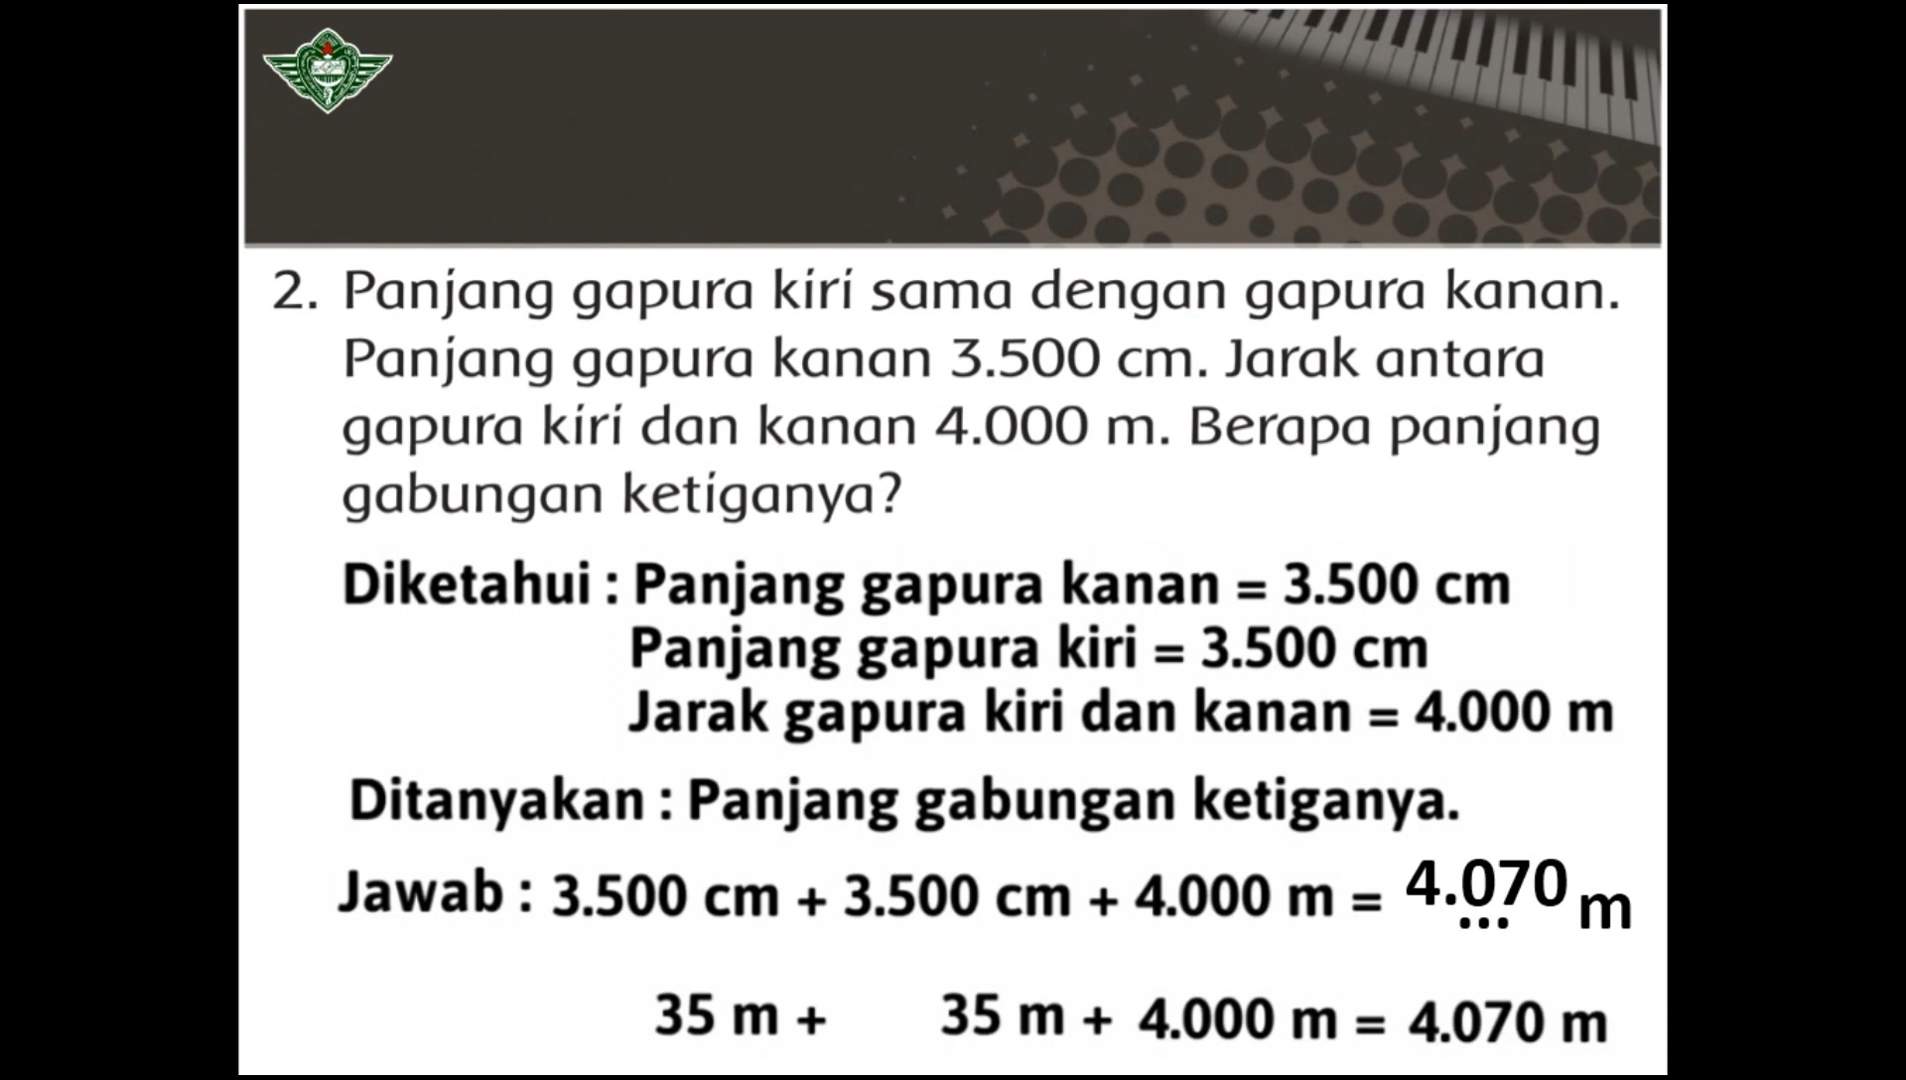 2. Panjang gapura kiri sama dengan gapura kanan.
Panjang gapura kanan 3.500 cm. Jarak antara
gapura kiri dan kanan 4.000 m. Berapa panjang
gabungan ketiganya?
Diketahui : Panjang gapura kanan = 3.500 cm
Panjang gapura kiri = 3.500 cm
Jarak gapura kiri dan kanan = 4.000 m
Ditanyakan : Panjang gabungan ketiganya.
Jawab : 3.500 cm + 3.500 cm + 4.000 m = 4.070 ... m
35 m + 35 m + 4.000 m = 4.070 m